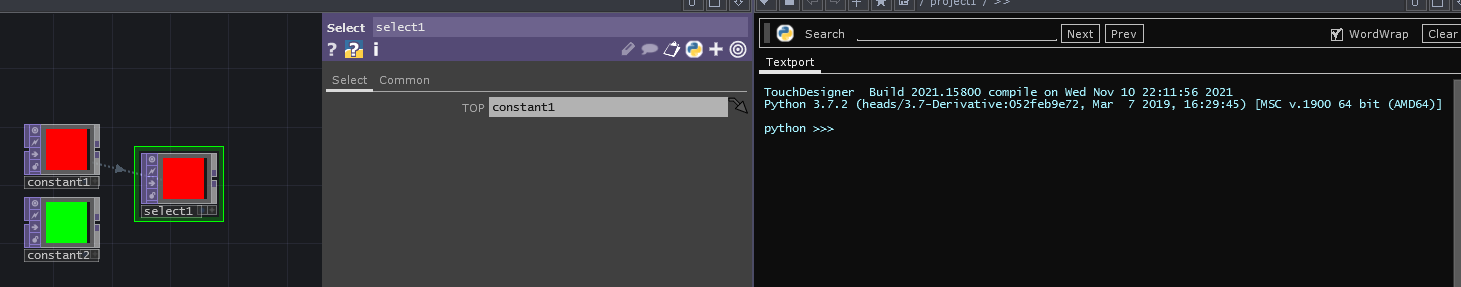 / project1 / >>
Select select1
? ? i
Search Next Prev WordWrap Clear
Select Common
Textport
TOP constant1
TouchDesigner  Build 2021.15800 compile on Wed Nov 10 22:11:56 2021
Python 3.7.2 (heads/3.7-Derivative:052feb9e72, Mar  7 2019, 16:29:45) [MSC v.1900 64 bit (AMD64)]
python >>>
constant1
select1
constant2